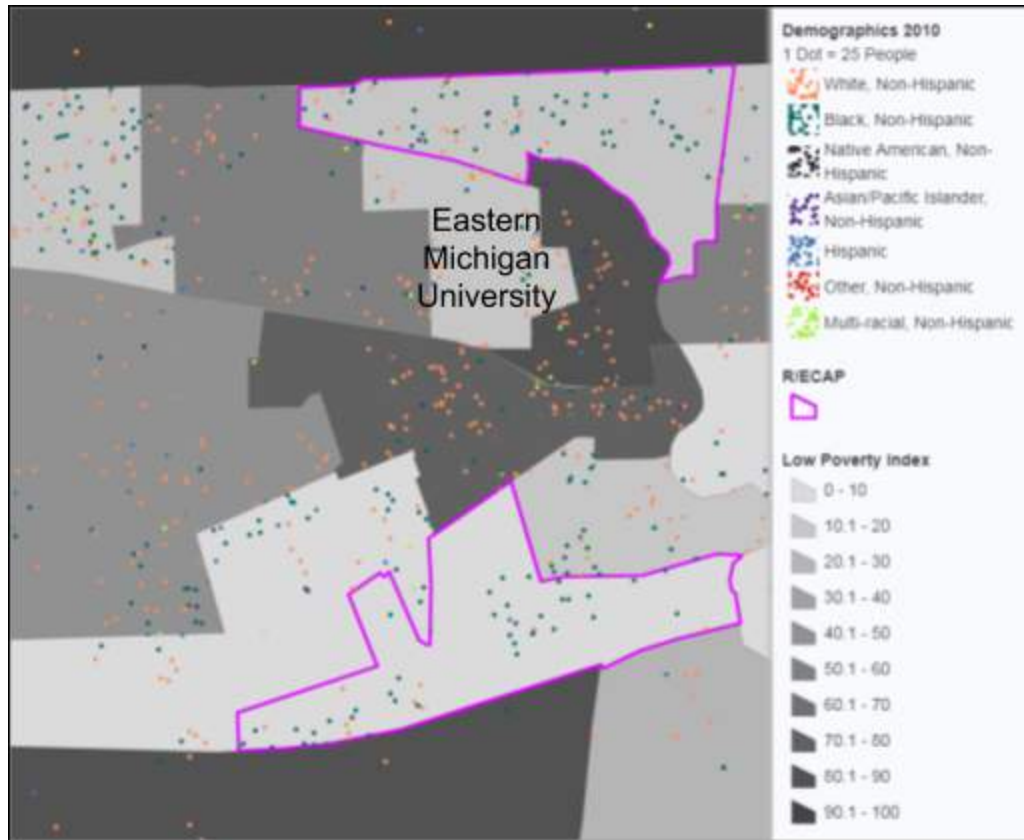 Eastern
Michigan
University
Demographics 2010
1 Dot = 25 People
White, Non-Hispanic
Black, Non-Hispanic
Native American, Non-
Hispanic
Asian/Pacific Islander,
Non-Hispanic
Hispanic
Other, Non-Hispanic
Multi-racial, Non-Hispanic
R/ECAP
Low Poverty Index
0 - 10
10.1 - 20
20.1 - 30
30.1 - 40
40.1 - 50
50.1 - 60
60.1 - 70
70.1 - 80
80.1 - 90
90.1 - 100